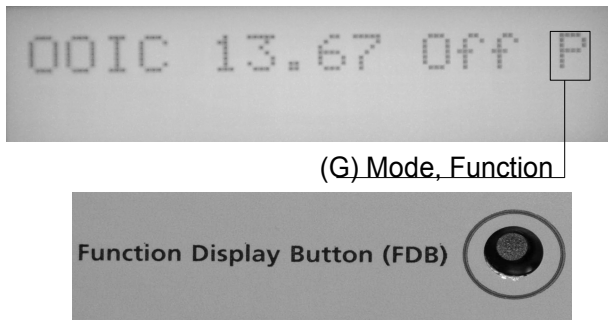 OOIC 13.67 Off P
(G) Mode, Function
Function Display Button (FDB)